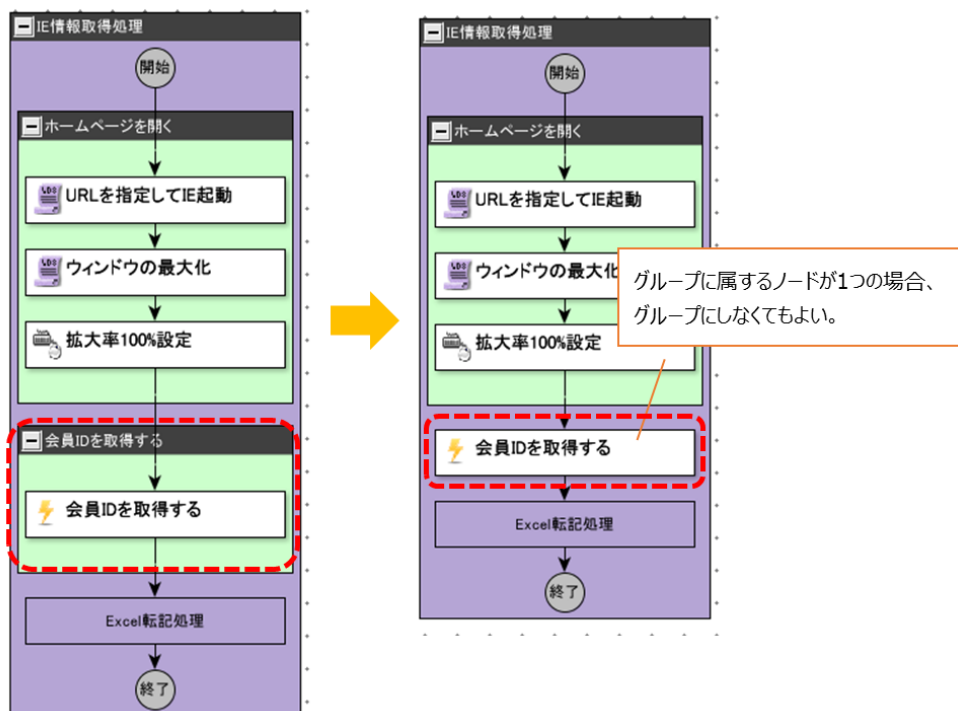 IE情報取得処理
開始
ホームページを開く
URLを指定してIE起動
ウィンドウの最大化
拡大率100%設定
会員IDを取得する
会員IDを取得する
Excel転記処理
終了
IE情報取得処理
開始
ホームページを開く
URLを指定してIE起動
ウィンドウの最大化
拡大率100%設定
会員IDを取得する
Excel転記処理
終了
グループに属するノードが1つの場合、
グループにしなくてもよい。